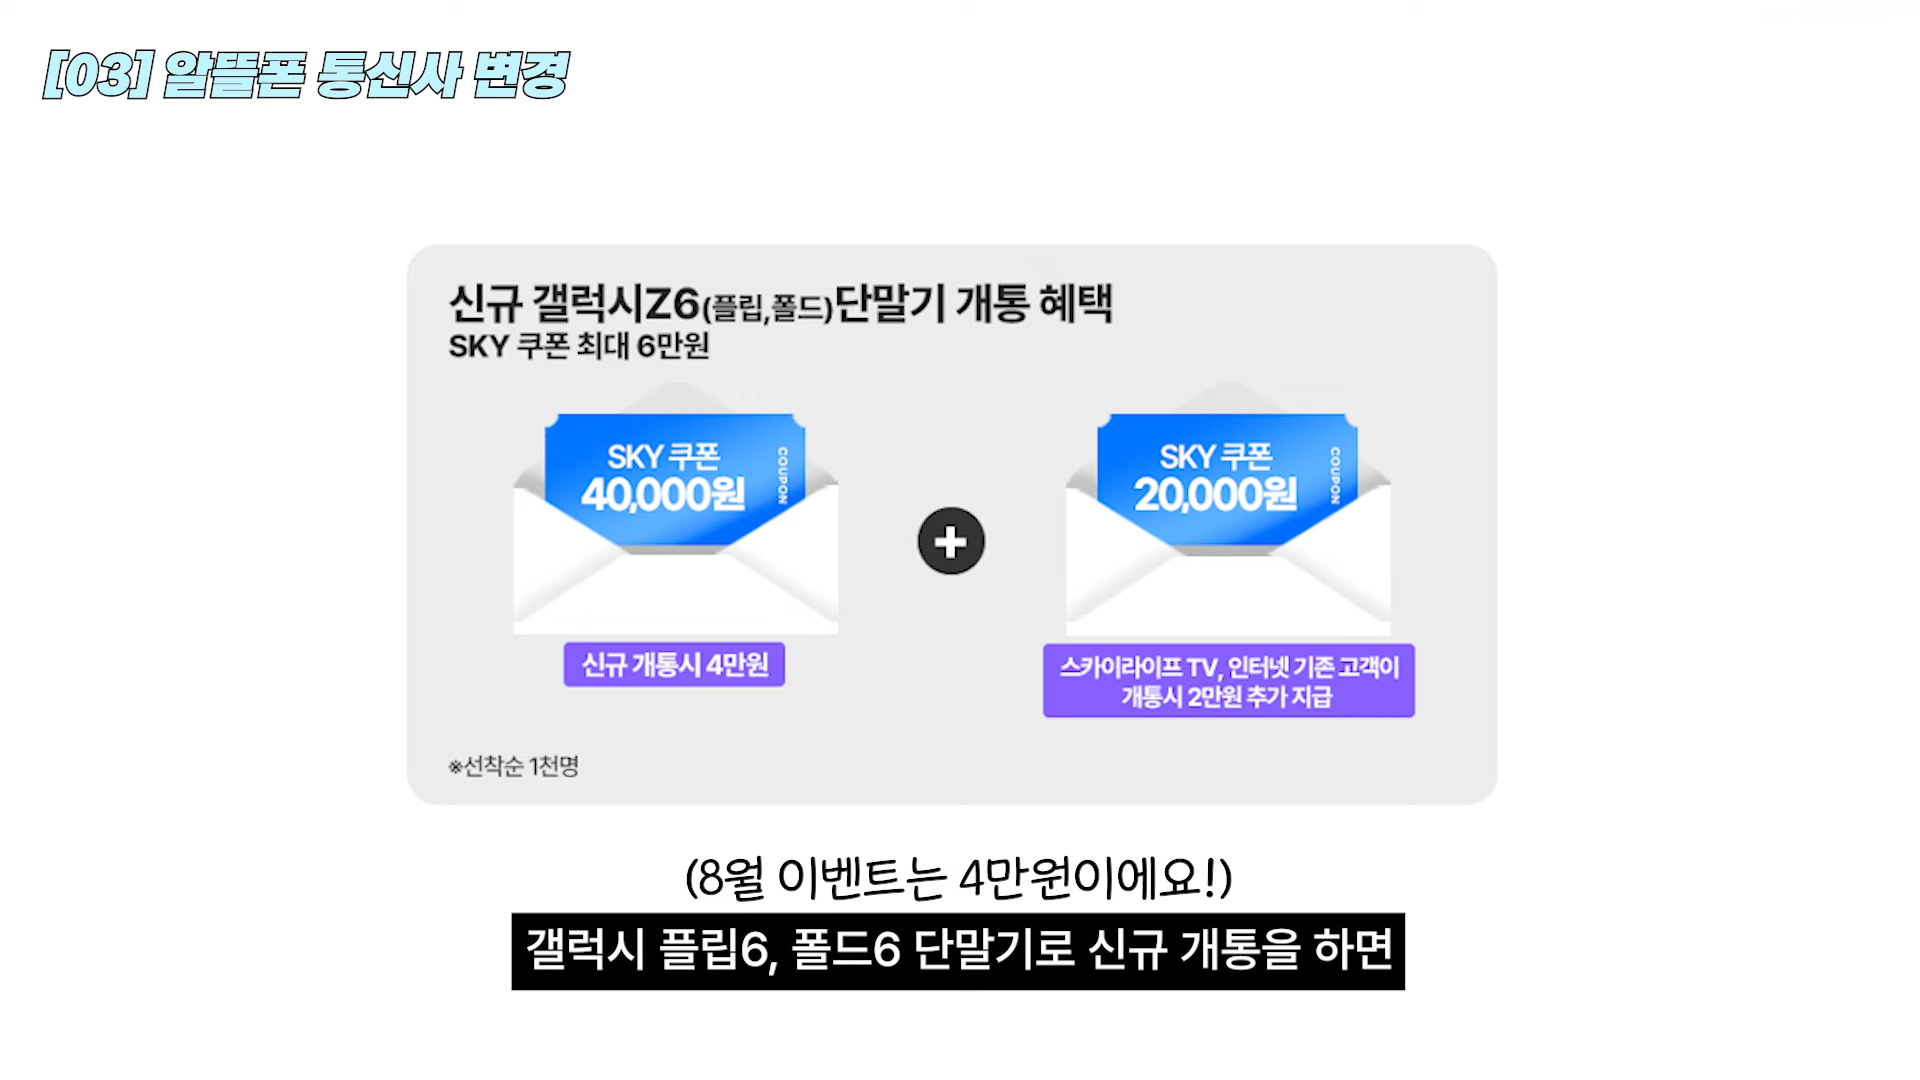 [03] 알뜰폰 통신사 변경
신규 갤럭시Z6(플립,폴드)단말기 개통 혜택
SKY 쿠폰 최대 6만원
SKY 쿠폰
40,000원
COUPON
신규 개통시 4만원
SKY 쿠폰
20,000원
COUPON
스카이라이프 TV, 인터넷 기존 고객이
개통시 2만원 추가 지급
※선착순 1천명
(8월 이벤트는 4만원이에요!)
갤럭시 플립6, 폴드6 단말기로 신규 개통을 하면